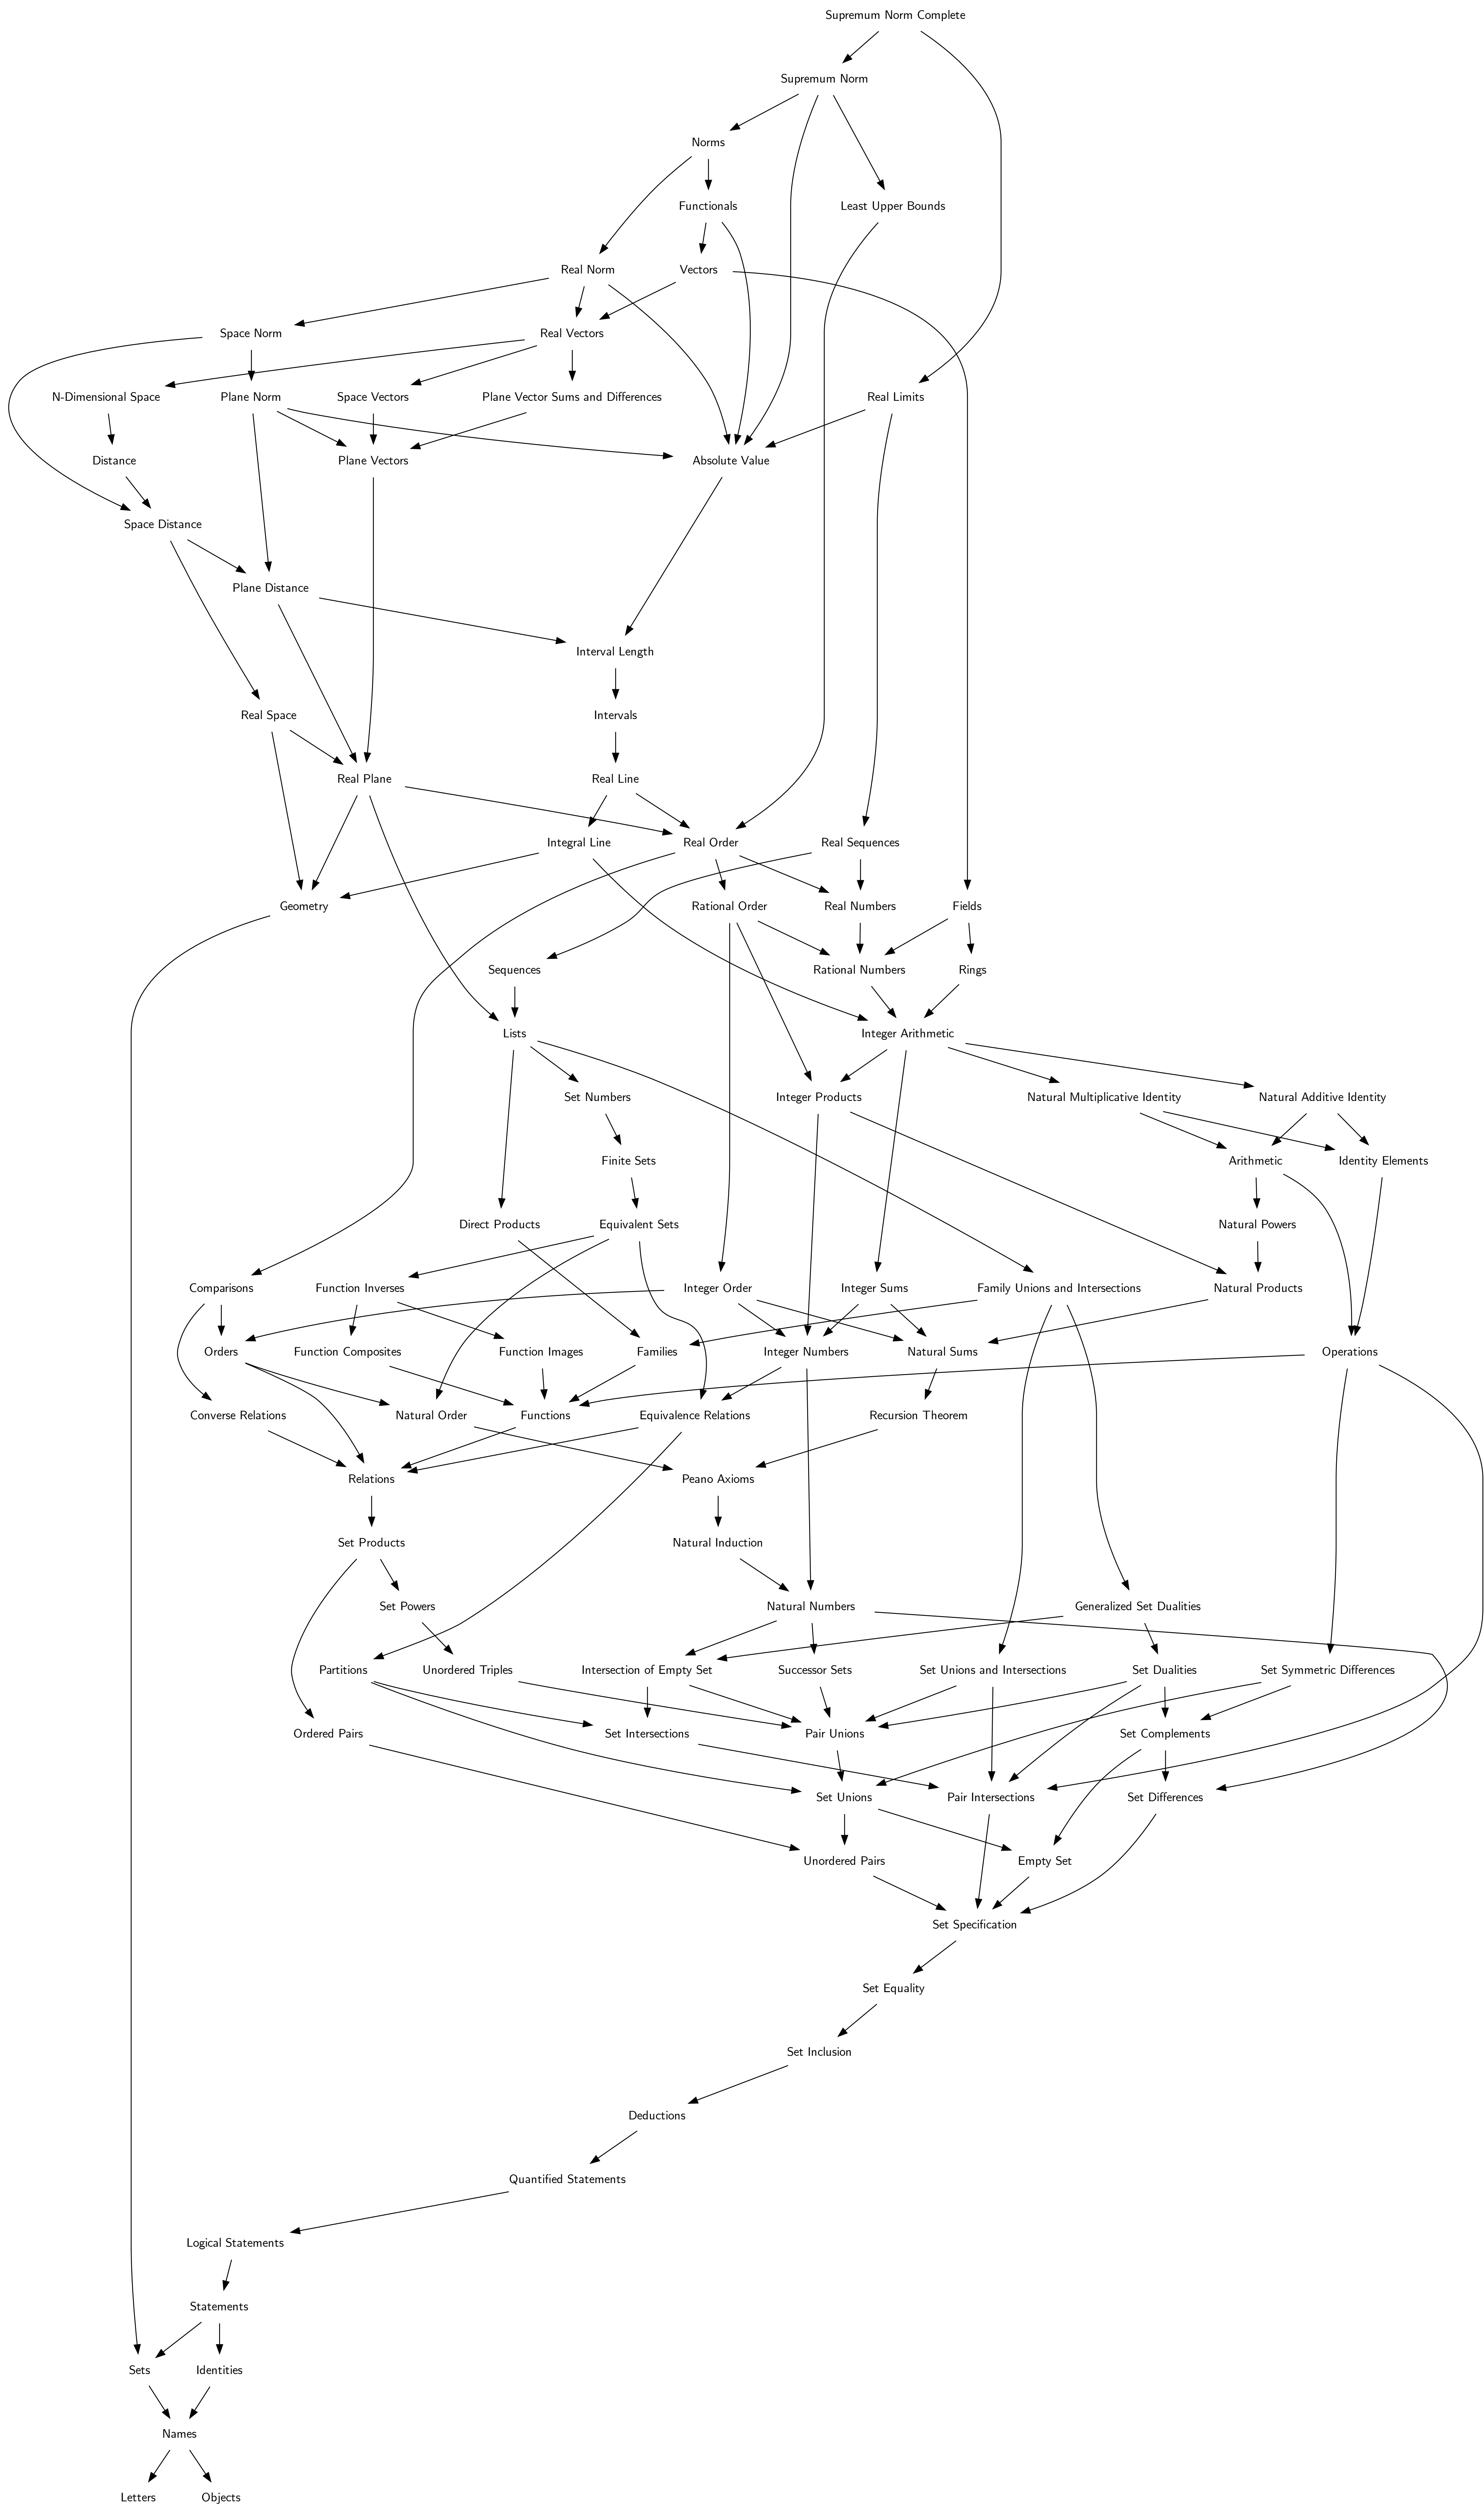 Supremum Norm Complete
Supremum Norm
Norms
Functionals
Least Upper Bounds
Real Norm
Vectors
Space Norm
Real Vectors
N-Dimensional Space
Plane Norm
Space Vectors
Plane Vector Sums and Differences
Real Limits
Distance
Plane Vectors
Absolute Value
Space Distance
Plane Distance
Interval Length
Real Space
Intervals
Real Plane
Real Line
Integral Line
Real Order
Real Sequences
Geometry
Rational Order
Real Numbers
Fields
Sequences
Rational Numbers
Rings
Lists
Integer Arithmetic
Set Numbers
Integer Products
Natural Multiplicative Identity
Natural Additive Identity
Finite Sets
Arithmetic
Identity Elements
Direct Products
Equivalent Sets
Natural Powers
Comparisons
Function Inverses
Integer Order
Integer Sums
Family Unions and Intersections
Natural Products
Orders
Function Composites
Function Images
Families
Integer Numbers
Natural Sums
Operations
Converse Relations
Natural Order
Functions
Equivalence Relations
Recursion Theorem
Relations
Peano Axioms
Set Products
Natural Induction
Set Powers
Natural Numbers
Generalized Set Dualities
Partitions
Unordered Triples
Intersection of Empty Set
Successor Sets
Set Unions and Intersections
Set Dualities
Set Symmetric Differences
Ordered Pairs
Set Intersections
Pair Unions
Set Complements
Set Unions
Pair Intersections
Set Differences
Unordered Pairs
Empty Set
Set Specification
Set Equality
Set Inclusion
Deductions
Quantified Statements
Logical Statements
Statements
Sets
Identities
Names
Letters
Objects